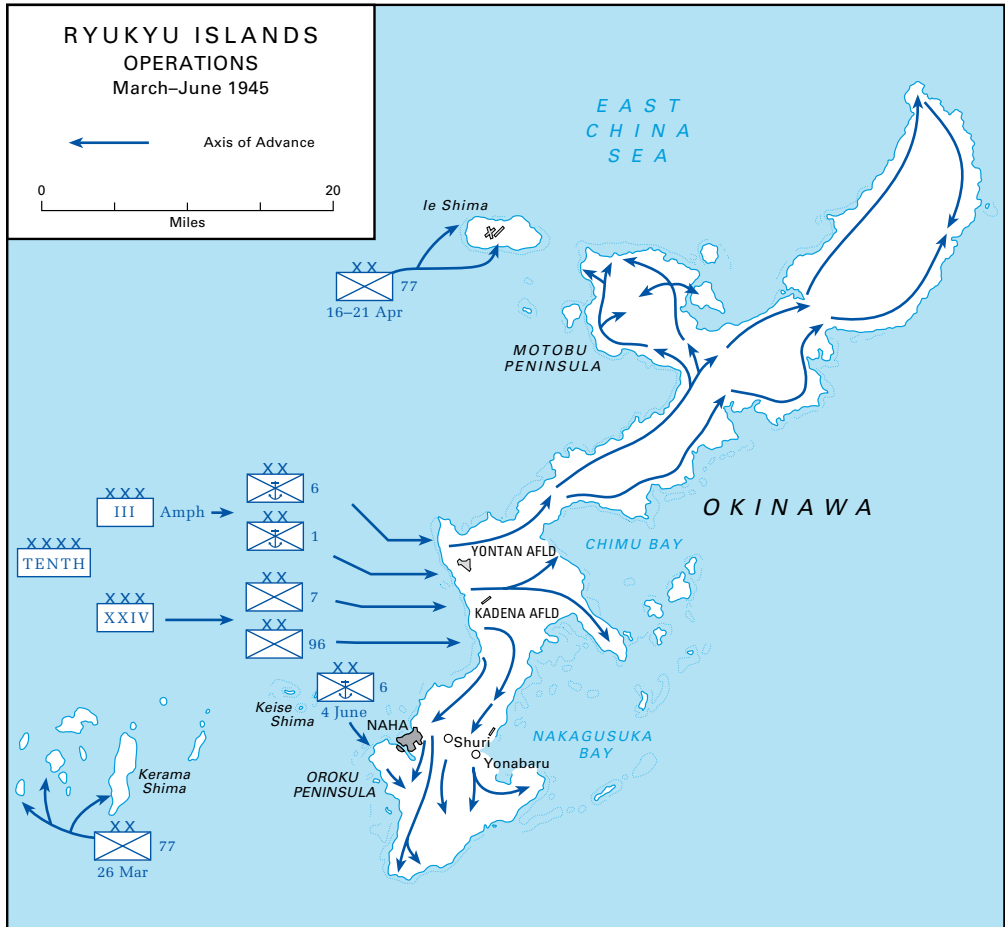 RYUKYU ISLANDS
OPERATIONS
March–June 1945
Axis of Advance
0 20
Miles
EAST
CHINA
SEA
Ie Shima
XX
77
16–21 Apr
MOTOBU
PENINSULA
OKINAWA
XXX
III Amph
XX
6
XX
1
XXXX
TENTH
XXX
XXIV
XX
7
XX
96
YONTAN AFLD
CHIMU BAY
KADENA AFLD
XX
6
4 June
Keise
Shima
NAHA
Shuri
Yonabaru
NAKAGUSUKA
BAY
OROKU
PENINSULA
Kerama
Shima
XX
77
26 Mar